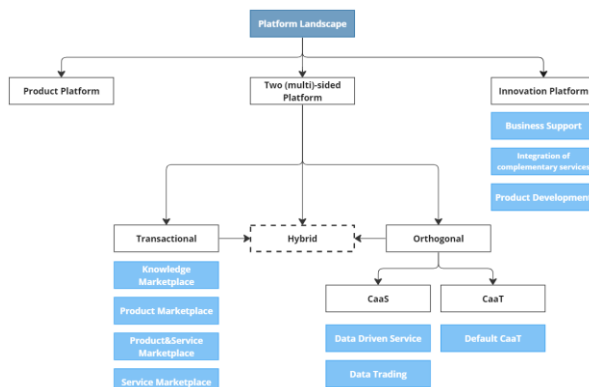 Platform Landscape
Product Platform
Two (multi)-sided
Platform
Innovation Platform
Business Support
Integration of
complementary services
Product Development
Transactional
Hybrid
Orthogonal
Knowledge
Marketplace
Product Marketplace
Product&Service
Marketplace
Service Marketplace
CaaS
CaaT
Data Driven Service
Default CaaT
Data Trading